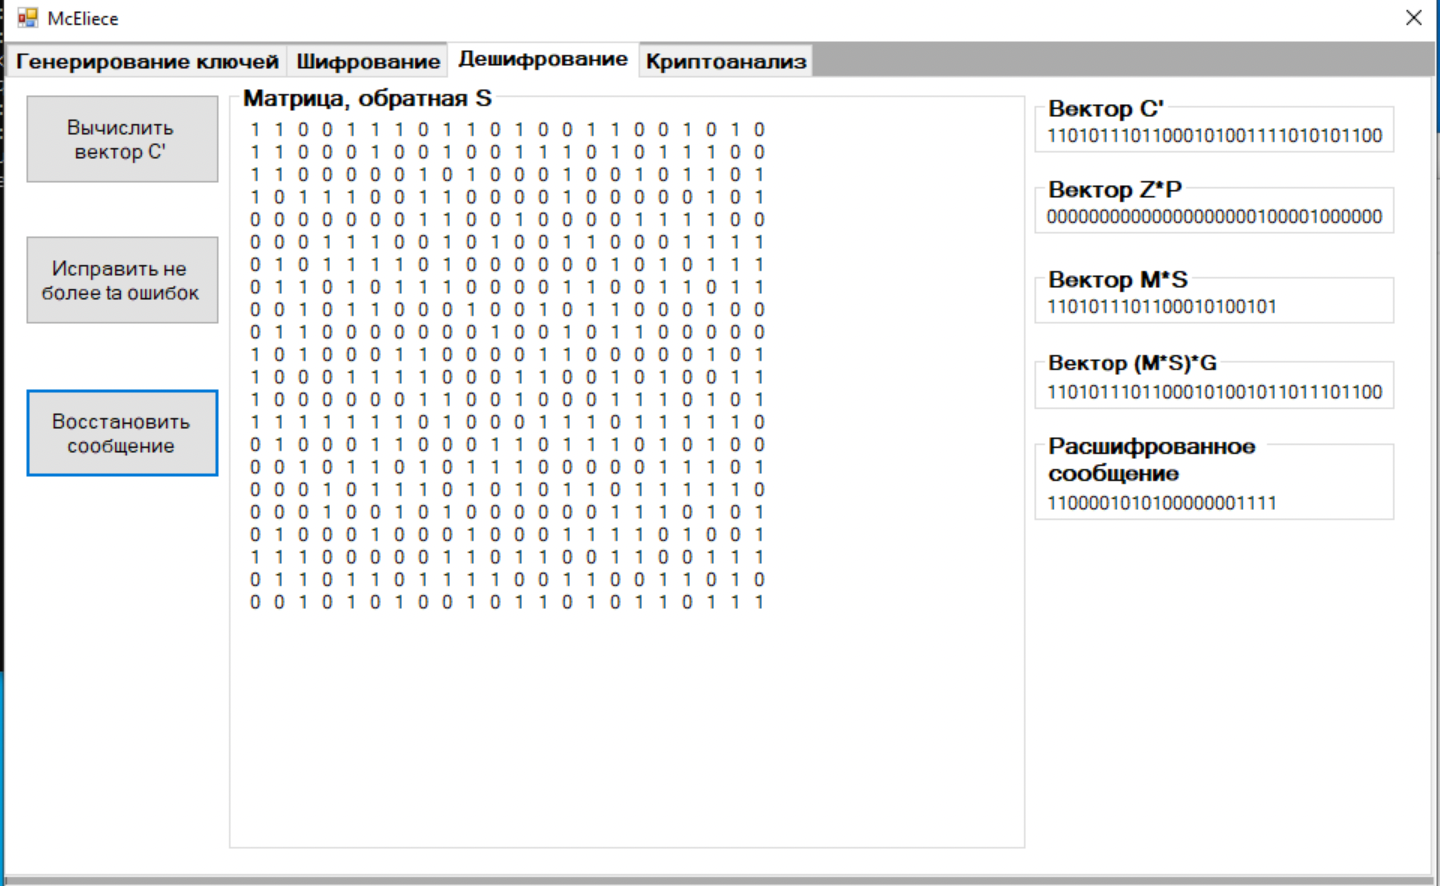 McEliece
Генерирование ключей Шифрование Дешифрование Криптоанализ
Вычислить
вектор C'
Исправить не
более ta ошибок
Восстановить
сообщение
Матрица, обратная S
1 1 0 0 1 1 1 0 1 1 0 1 0 0 1 1 0 0 1 0 1 0
1 1 0 0 0 1 0 0 1 0 0 1 1 1 0 1 0 1 1 1 0 0
1 1 0 0 0 0 0 1 0 1 0 0 0 1 0 0 1 0 1 1 0 1
1 0 1 1 1 0 0 1 1 0 1 0 0 1 0 0 0 0 0 1 0 1
0 0 0 0 0 0 0 1 1 0 0 1 0 0 0 0 1 1 1 1 0 0
0 0 0 1 1 1 0 0 1 0 1 0 0 1 1 0 0 0 1 1 1 1
0 1 0 1 1 1 1 0 1 0 0 0 0 0 0 1 0 1 0 1 1 1
0 1 1 0 1 1 0 1 1 0 0 0 0 1 1 0 0 1 1 0 1 1
0 0 1 0 1 1 0 0 0 1 0 0 1 0 1 1 0 0 0 1 0 0
0 1 1 0 0 0 0 0 0 0 1 0 0 1 0 1 1 0 0 0 0 0
1 0 1 0 0 0 1 1 0 0 0 0 1 1 0 0 0 0 0 1 0 1
1 0 0 0 1 1 1 1 0 0 0 1 1 0 0 1 0 1 0 0 1 1
1 0 0 0 0 0 1 1 0 0 0 1 1 0 0 0 1 1 1 1 0 1
1 1 1 1 1 1 1 0 1 0 0 0 1 1 1 0 1 1 1 1 1 0
0 1 0 0 0 1 1 0 0 0 1 1 0 1 1 1 0 1 0 1 0 0
0 0 1 0 1 1 0 1 0 1 1 1 0 0 0 0 0 1 1 1 0 1
0 0 0 1 0 1 1 1 0 1 0 1 0 1 1 0 1 1 1 1 1 0
0 0 0 1 0 0 1 0 1 0 0 0 0 0 0 1 1 1 0 1 0 1
0 1 0 0 0 1 1 0 0 1 0 0 0 1 1 1 1 0 1 0 0 1
1 1 1 0 0 0 0 0 1 1 0 1 1 0 0 1 1 0 0 1 1 1
0 1 1 0 1 1 0 1 1 1 1 0 0 1 1 0 0 1 1 0 1 0
0 0 1 0 1 0 1 0 0 1 0 1 1 0 1 0 1 1 0 1 1 1
Вектор C'
11010111011000101001111010101100
Вектор Z*P
00000000000000000000100001000000
Вектор M*S
1101011101100010100101
Вектор (M*S)*G
11010111011000101001011011101100
Расшифрованное
сообщение
1100001010100000001111